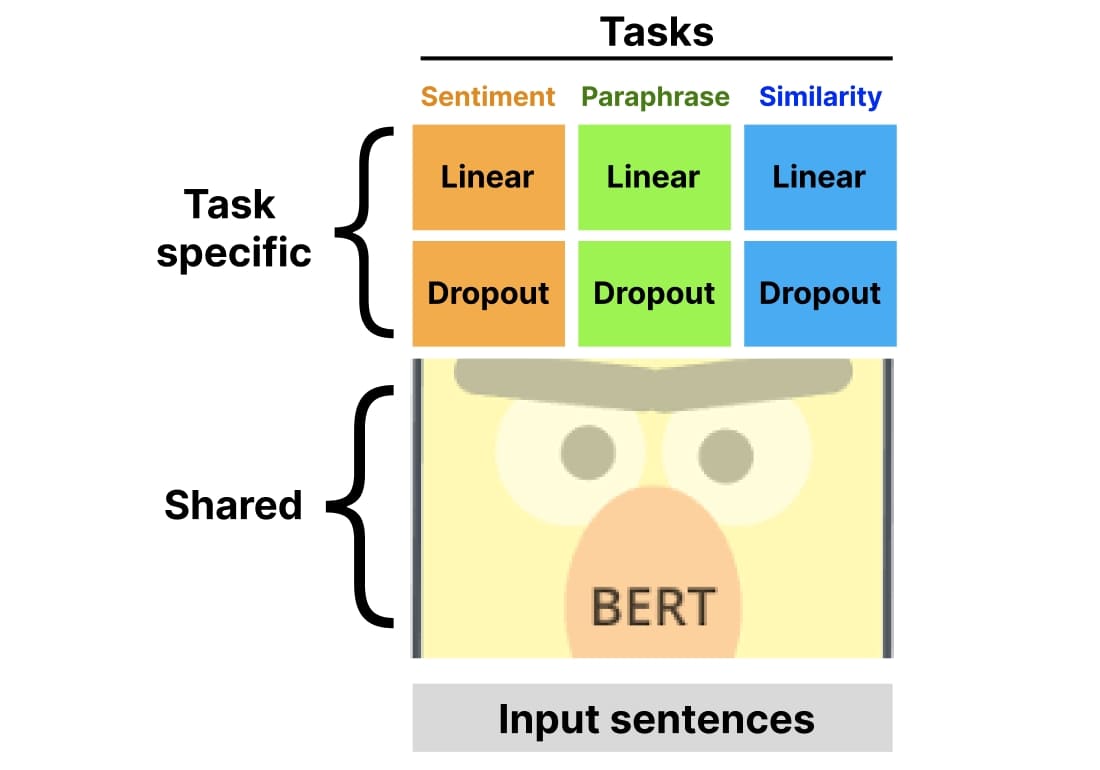 Tasks
Sentiment Paraphrase Similarity
Task
specific
Linear Linear Linear
Dropout Dropout Dropout
Shared
BERT
Input sentences